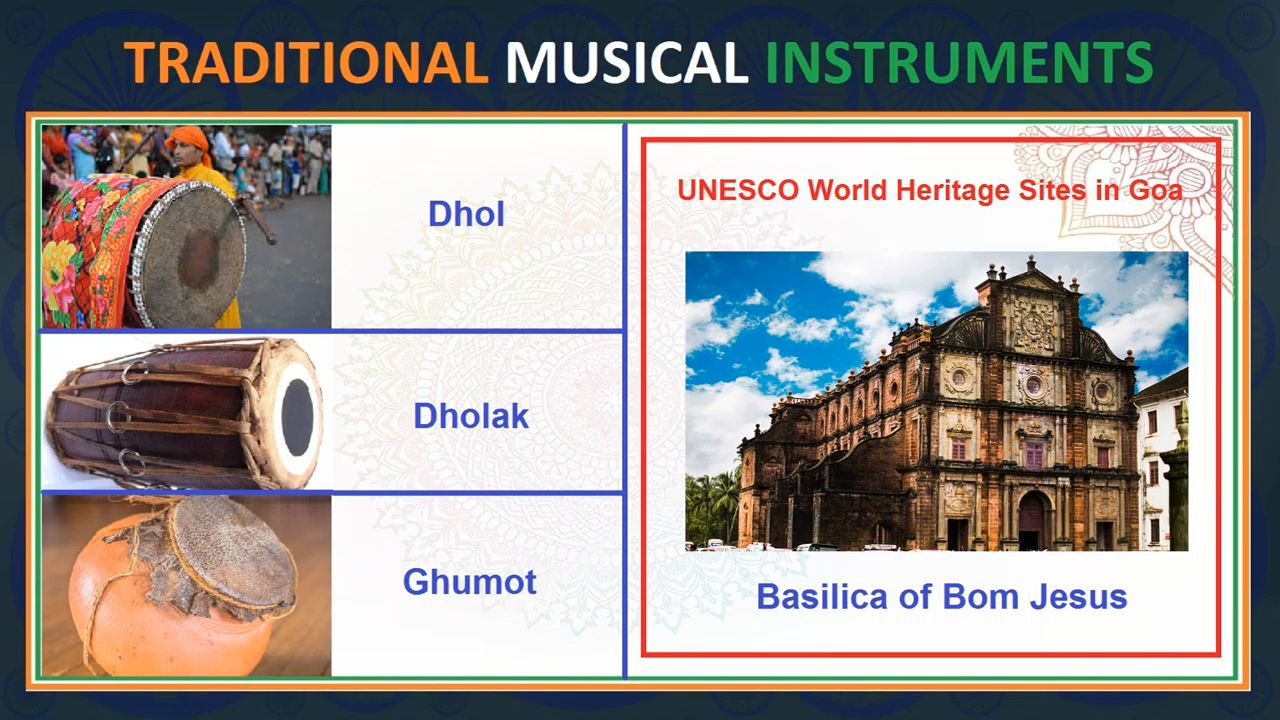 TRADITIONAL MUSICAL INSTRUMENTS
Dhol
Dholak
Ghumot
UNESCO World Heritage Sites in Goa
Basilica of Bom Jesus